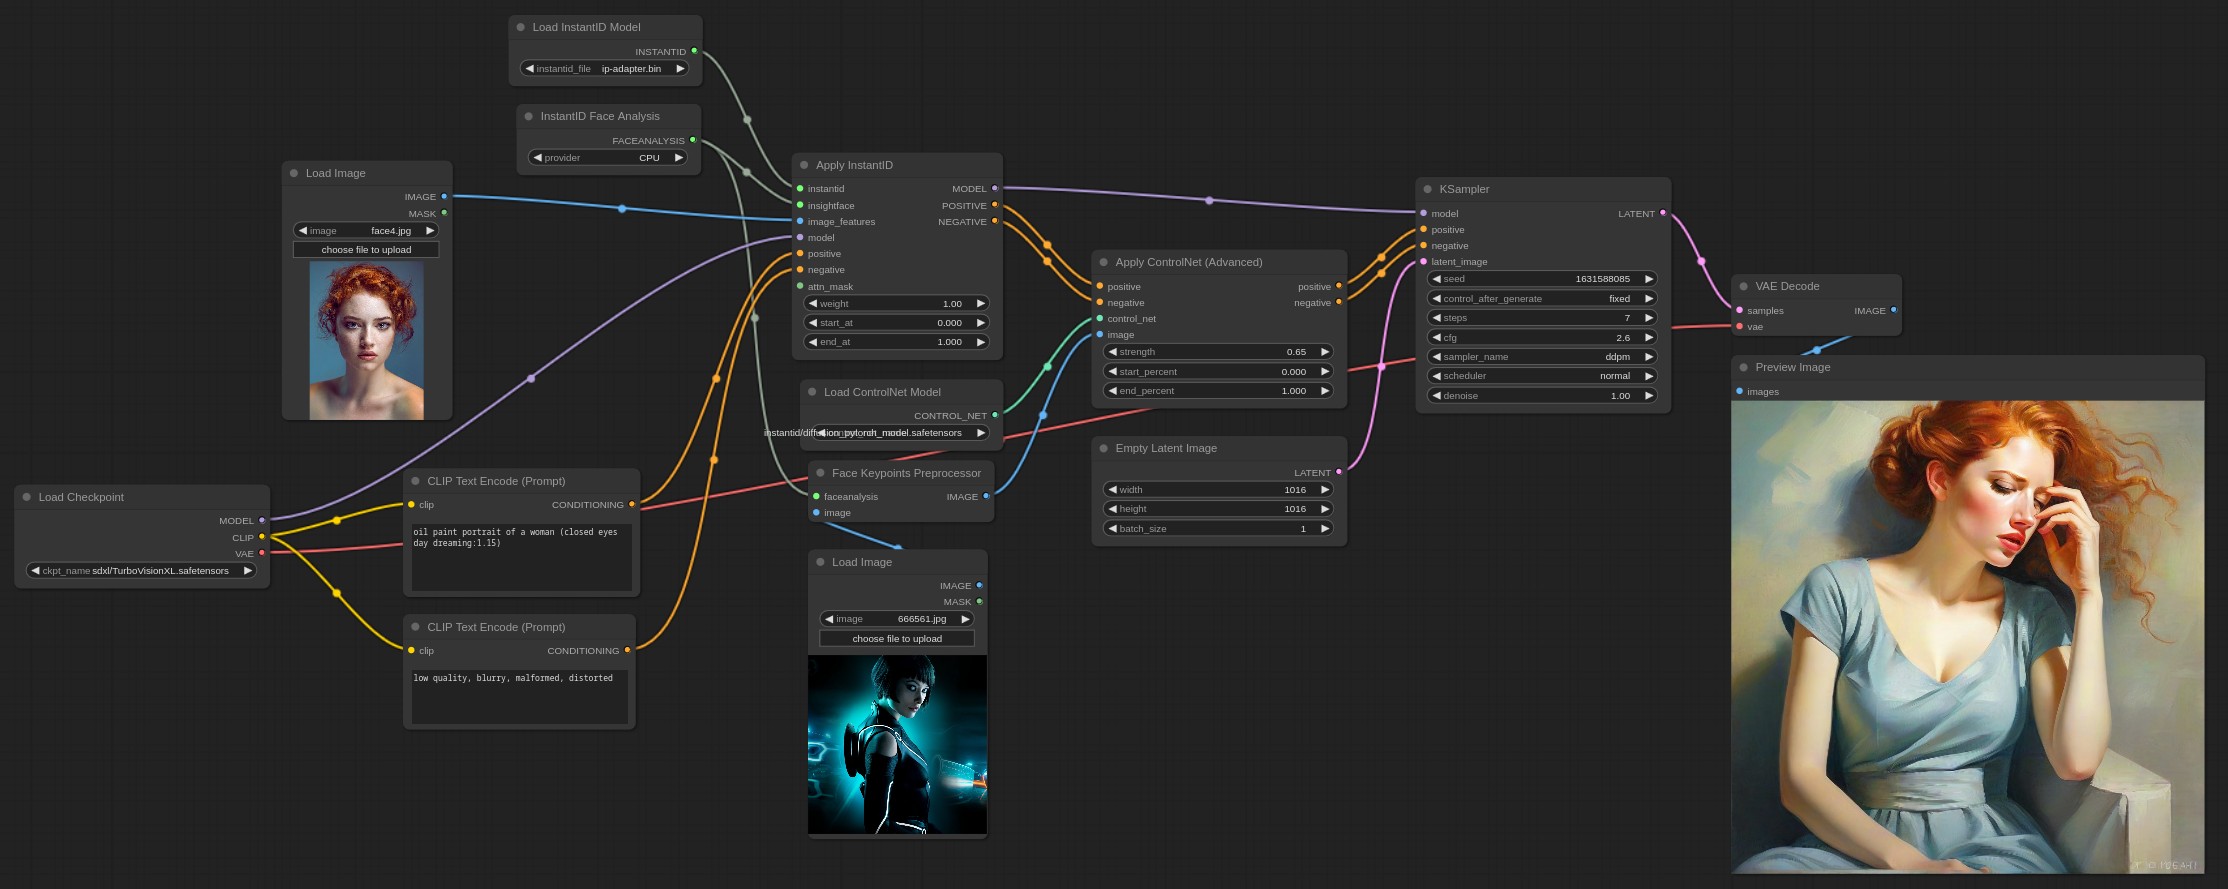 Load InstantID Model
INSTANTID
instantid_file ip-adapter.bin
InstantID Face Analysis
FACEANALYSIS
provider CPU
Load Image
IMAGE
MASK
image face4.jpg
choose file to upload
Load Checkpoint
MODEL
CLIP
VAE
ckpt_name sdxl/TurboVisionXL.safetensors
CLIP Text Encode (Prompt)
clip CONDITIONING
oil paint portrait of a woman (closed eyes
day dreaming:1.15)
CLIP Text Encode (Prompt)
clip CONDITIONING
low quality, blurry, malformed, distorted
Apply InstantID
instantid MODEL
insightface POSITIVE
image_features NEGATIVE
model
positive
negative
attn_mask
weight 1.00
start_at 0.000
end_at 1.000
Load ControlNet Model
CONTROL_NET
Face Keypoints Preprocessor
faceanalysis IMAGE
image
Load Image
IMAGE
MASK
image 666561.jpg
choose file to upload
Apply ControlNet (Advanced)
positive positive
negative negative
control_net
image
strength 0.65
start_percent 0.000
end_percent 1.000
Empty Latent Image
LATENT
width 1016
height 1016
batch_size 1
KSampler
model LATENT
positive
negative
latent_image
seed 1631588085
control_after_generate fixed
steps 7
cfg 2.6
sampler_name ddpm
scheduler normal
denoise 1.00
VAE Decode
samples IMAGE
vae
Preview Image
images